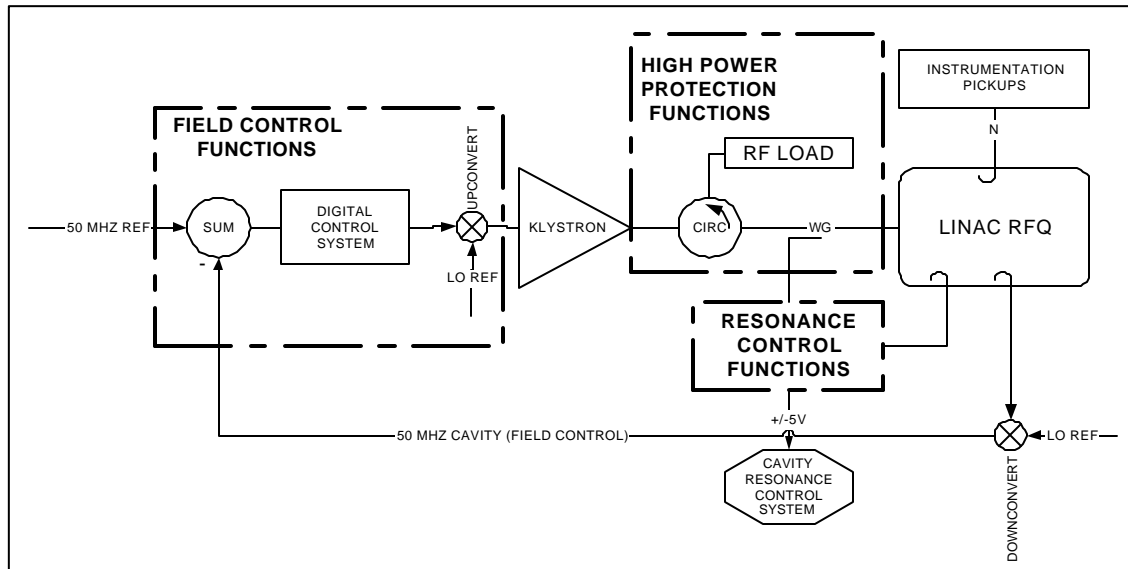 HIGH POWER
PROTECTION
FUNCTIONS
INSTRUMENTATION
PICKUPS
N
FIELD CONTROL
FUNCTIONS
UPCONVERT
RF LOAD
50 MHZ REF
SUM
-
DIGITAL
CONTROL
SYSTEM
LO REF
KLYSTRON
CIRC
WG
LINAC RFQ
RESONANCE
CONTROL
FUNCTIONS
+/-5V
50 MHZ CAVITY (FIELD CONTROL)
LO REF
CAVITY
RESONANCE
CONTROL
SYSTEM
DOWNCONVERT